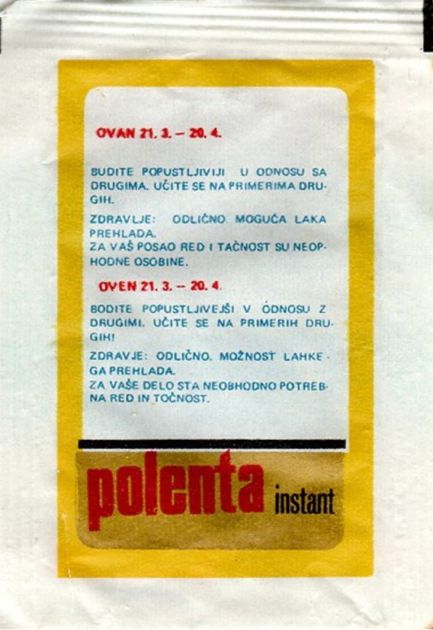 OVAN 21. 3. – 20. 4.
BUDITE POPUSTLJIVIJI U ODNOSU SA
DRUGIMA. UČITE SE NA PRIMERIMA DRU-
GIH.
ZDRAVLJE: ODLIČNO. MOGUĆA LAKA
PREHLADA.
ZA VAŠ POSAO RED I TAČNOST SU NEOP-
HODNE OSOBINE.
OVEN 21. 3. – 20. 4.
BODITE POPUSTLJIVEJŠI V ODNOSU Z
DRUGIMI. UČITE SE NA PRIMERIH DRU-
GIH!
ZDRAVJE: ODLIČNO. MOŽNOST LAHKE-
GA PREHLADA.
ZA VAŠE DELO STA NEOBHODNO POTREB-
NA RED IN TOČNOST.
polenta instant